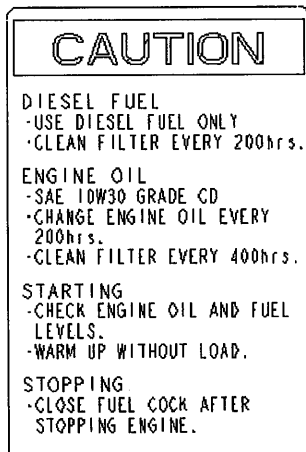 CAUTION
DIESEL FUEL
·USE DIESEL FUEL ONLY
·CLEAN FILTER EVERY 200hrs.
ENGINE OIL
·SAE 10W30 GRADE CD
·CHANGE ENGINE OIL EVERY
200hrs.
·CLEAN FILTER EVERY 400hrs.
STARTING
·CHECK ENGINE OIL AND FUEL
LEVELS.
·WARM UP WITHOUT LOAD.
STOPPING
·CLOSE FUEL COCK AFTER
STOPPING ENGINE.